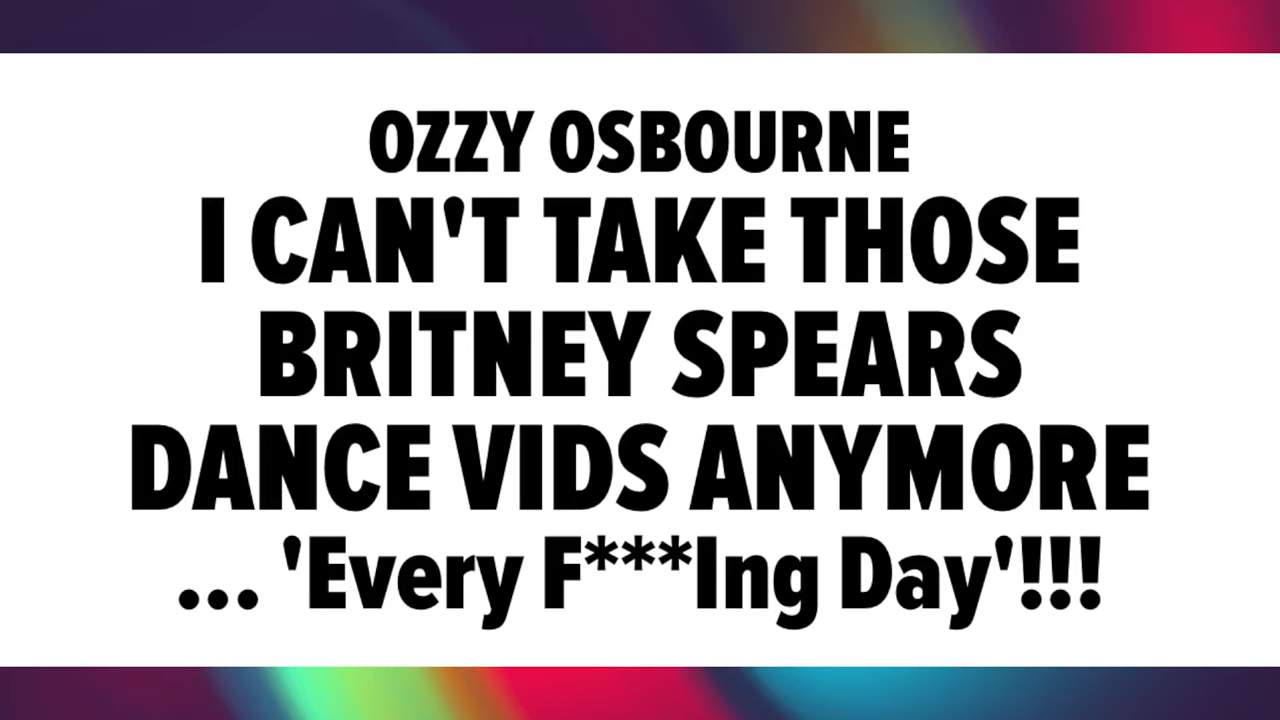 OZZY OSBOURNE
I CAN'T TAKE THOSE
BRITNEY SPEARS
DANCE VIDS ANYMORE
... 'Every F***Ing Day'!!!